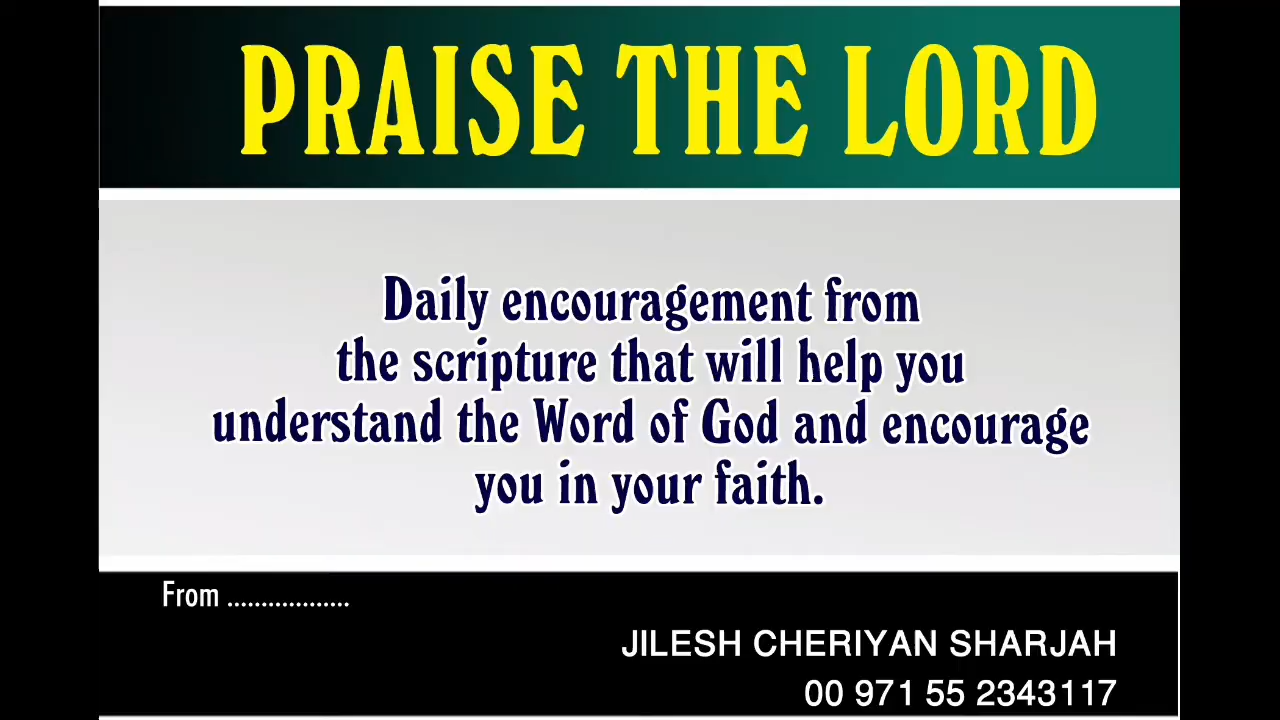 PRAISE THE LORD
Daily encouragement from
the scripture that will help you
understand the Word of God and encourage
you in your faith.
From ..................
JILESH CHERIYAN SHARJAH
00 971 55 2343117